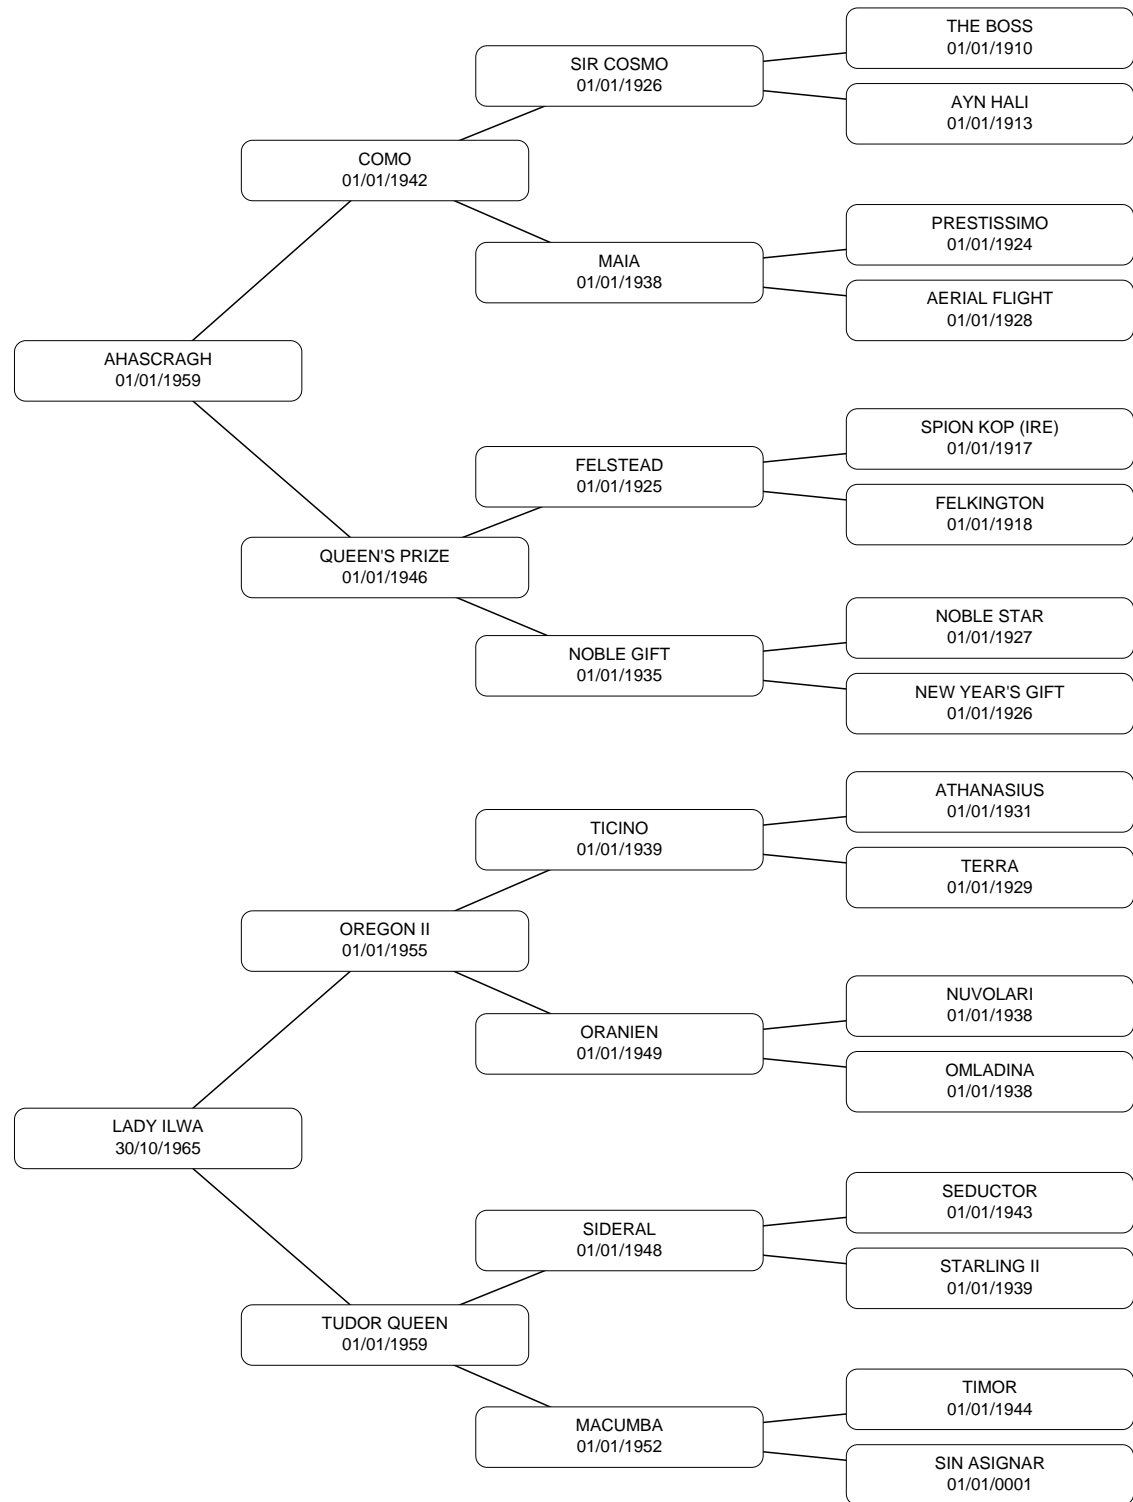 THE BOSS
01/01/1910
SIR COSMO
01/01/1926
AYN HALI
01/01/1913
COMO
01/01/1942
PRESTISSIMO
01/01/1924
MAIA
01/01/1938
AERIAL FLIGHT
01/01/1928
AHASCRAGH
01/01/1959
SPION KOP (IRE)
01/01/1917
FELSTEAD
01/01/1925
FELKINGTON
01/01/1918
QUEEN'S PRIZE
01/01/1946
NOBLE STAR
01/01/1927
NOBLE GIFT
01/01/1935
NEW YEAR'S GIFT
01/01/1926
ATHANASIUS
01/01/1931
TICINO
01/01/1939
TERRA
01/01/1929
OREGON II
01/01/1955
NUVOLARI
01/01/1938
ORANIEN
01/01/1949
OMLADINA
01/01/1938
LADY ILWA
30/10/1965
SEDUCTOR
01/01/1943
SIDERAL
01/01/1948
STARLING II
01/01/1939
TUDOR QUEEN
01/01/1959
TIMOR
01/01/1944
MACUMBA
01/01/1952
SIN ASIGNAR
01/01/0001